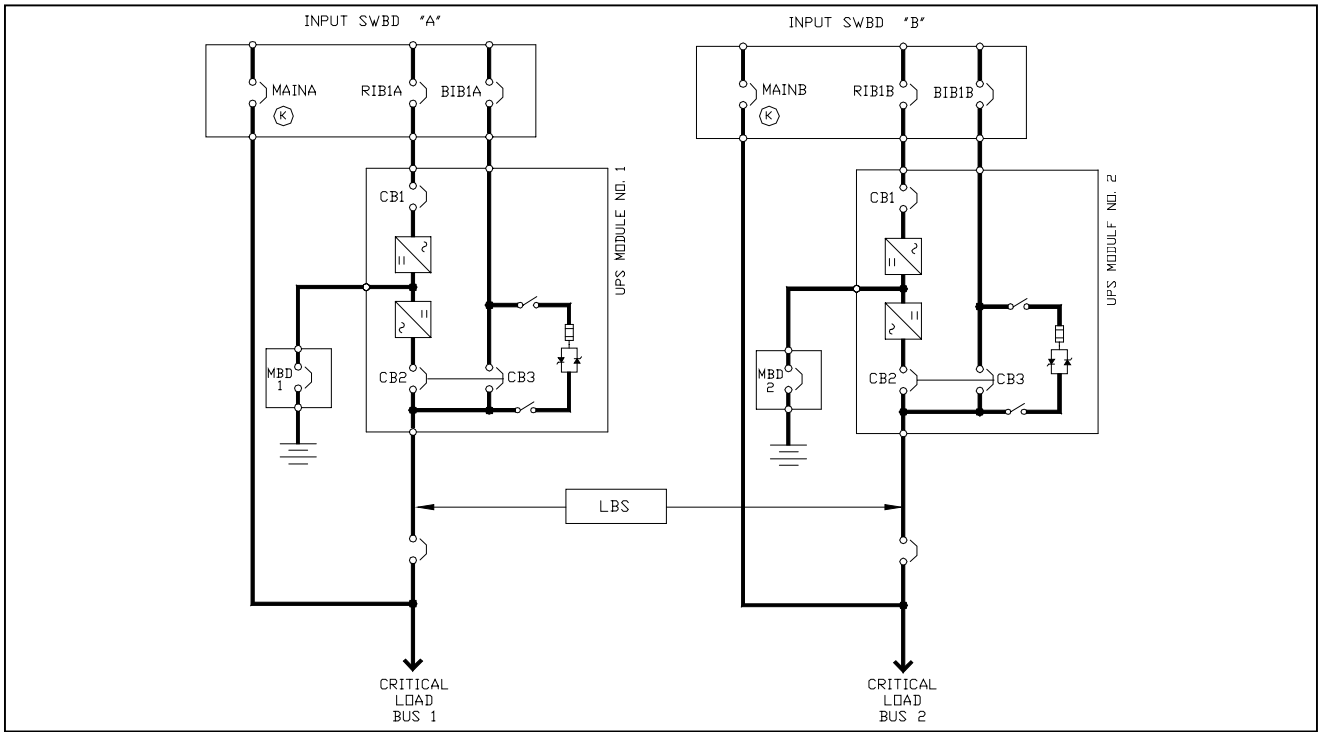 INPUT SWBD "A"
INPUT SWBD "B"
MAINA
RIB1A
BIB1A
K
MAINB
RIB1B
BIB1B
K
CB1
UPS MODULE NO. 1
MBD
1
CB2
CB3
CB1
UPS MODULF NO. 2
MBD
2
CB2
CB3
LBS
CRITICAL
LOAD
BUS 1
CRITICAL
LOAD
BUS 2